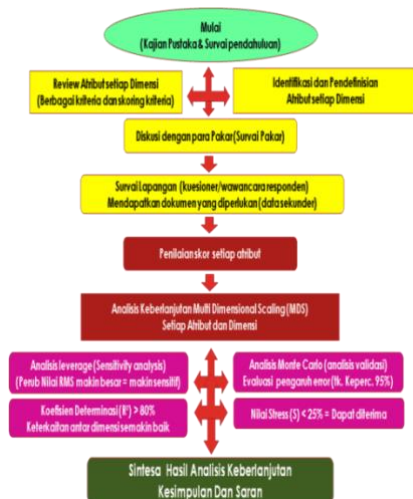 Mulai
(Kajian Pustaka & Survai pendahuluan)
Review Atribut setiap Dimensi
(Berbagai kriteria dan skoring kriteria)
Identifikasi dan Pendefinisian
Atribut setiap Dimensi
Diskusi dengan para Pakar (Survai Pakar)
Survai Lapangan (kuesioner/wawancara responden)
Mendapatkan dokumen yang diperlukan (data sekunder)
Penilaian skor setiap atribut
Analisis Keberlanjutan Multi Dimensional Scaling (MDS)
Setiap Atribut dan Dimensi
Analisis leverage (Sensitivity analysis)
(Perub Nilai RMS makin besar = makin sensitif)
Analisis Monte Carlo (analisis validasi)
Evaluasi pengaruh error (tk. Keperc. 95%)
Koefisien Determinasi (R²) > 80%
Keterkaitan antar dimensi semakin baik
Nilai Stress (S) < 25% = Dapat diterima
Sintesa Hasil Analisis Keberlanjutan
Kesimpulan Dan Saran